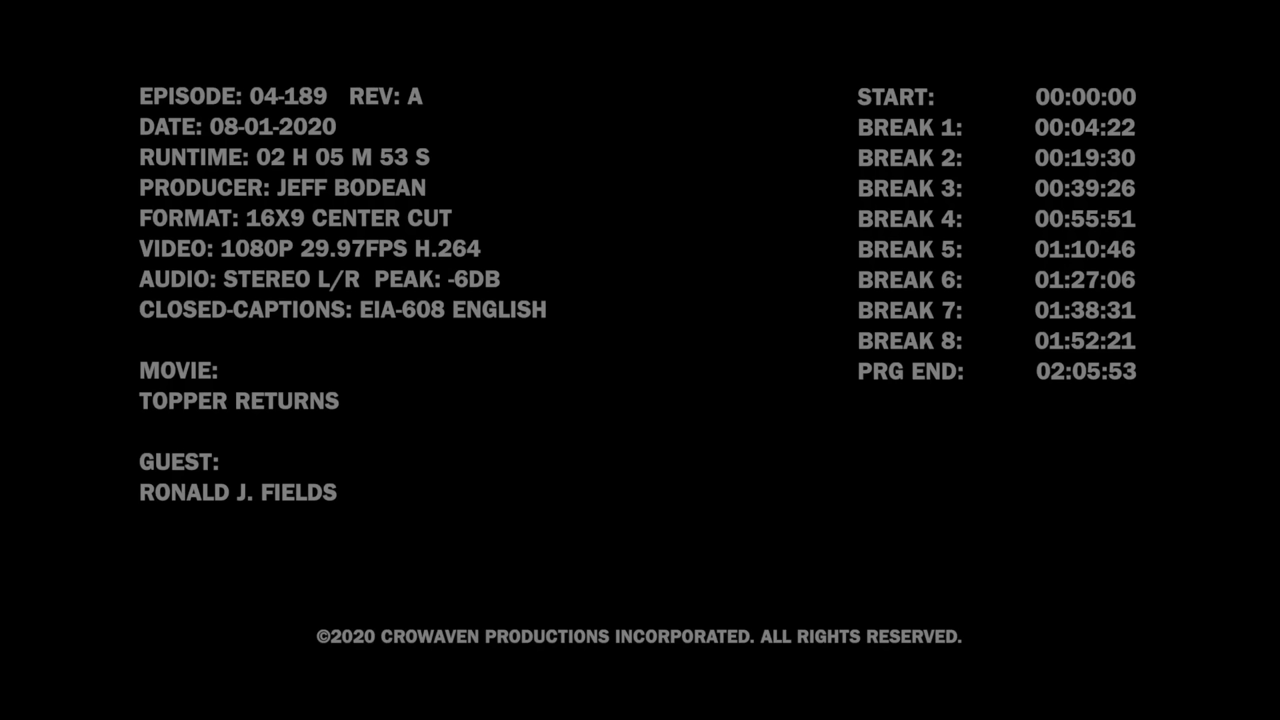 EPISODE: 04-189 REV: A
DATE: 08-01-2020
RUNTIME: 02 H 05 M 53 S
PRODUCER: JEFF BODEAN
FORMAT: 16X9 CENTER CUT
VIDEO: 1080P 29.97FPS H.264
AUDIO: STEREO L/R PEAK: -6DB
CLOSED-CAPTIONS: EIA-608 ENGLISH
MOVIE:
TOPPER RETURNS
GUEST:
RONALD J. FIELDS
START: 00:00:00
BREAK 1: 00:04:22
BREAK 2: 00:19:30
BREAK 3: 00:39:26
BREAK 4: 00:55:51
BREAK 5: 01:10:46
BREAK 6: 01:27:06
BREAK 7: 01:38:31
BREAK 8: 01:52:21
PRG END: 02:05:53
©2020 CROWAVEN PRODUCTIONS INCORPORATED. ALL RIGHTS RESERVED.